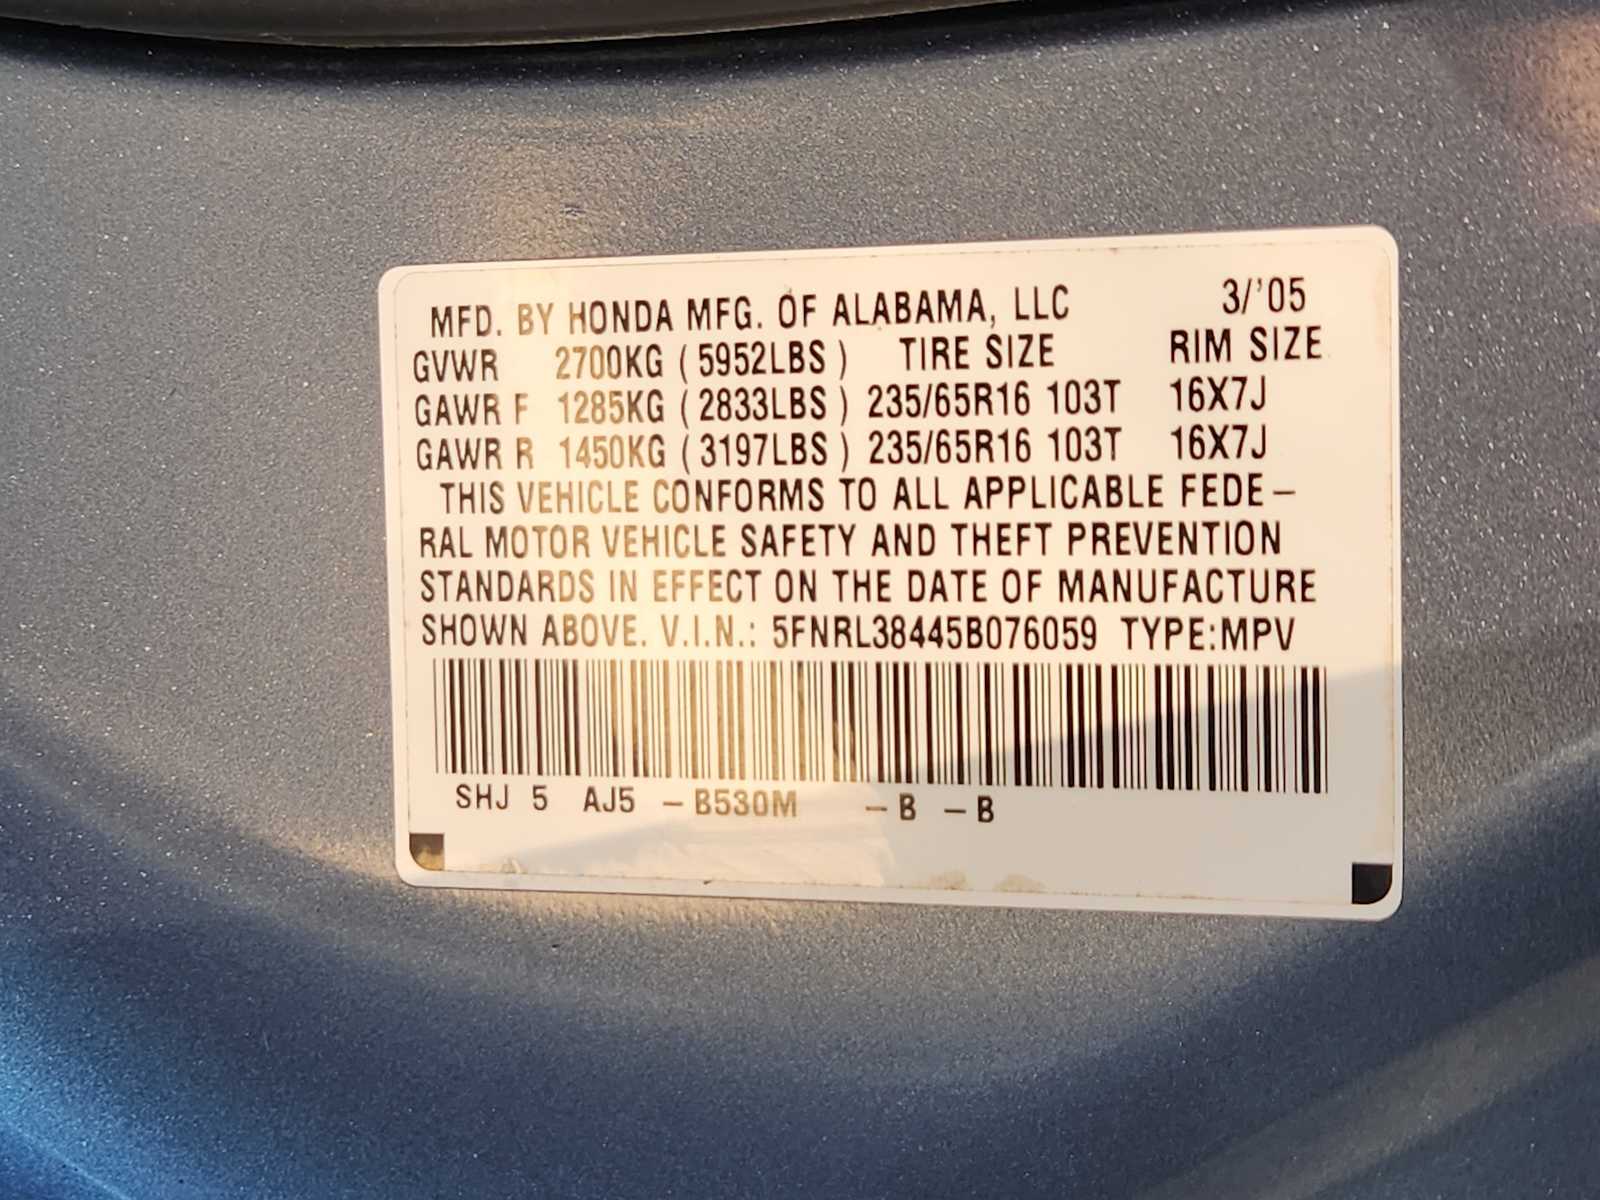 MFD. BY HONDA MFG. OF ALABAMA, LLC 3/'05
GVWR 2700KG (5952LBS) TIRE SIZE RIM SIZE
GAWR F 1285KG (2833LBS) 235/65R16 103T 16X7J
GAWR R 1450KG (3197LBS) 235/65R16 103T 16X7J
THIS VEHICLE CONFORMS TO ALL APPLICABLE FEDE-
RAL MOTOR VEHICLE SAFETY AND THEFT PREVENTION
STANDARDS IN EFFECT ON THE DATE OF MANUFACTURE
SHOWN ABOVE. V.I.N.: 5FNRL38445B076059 TYPE:MPV
SHJ 5 AJ5 -B530M -B -B